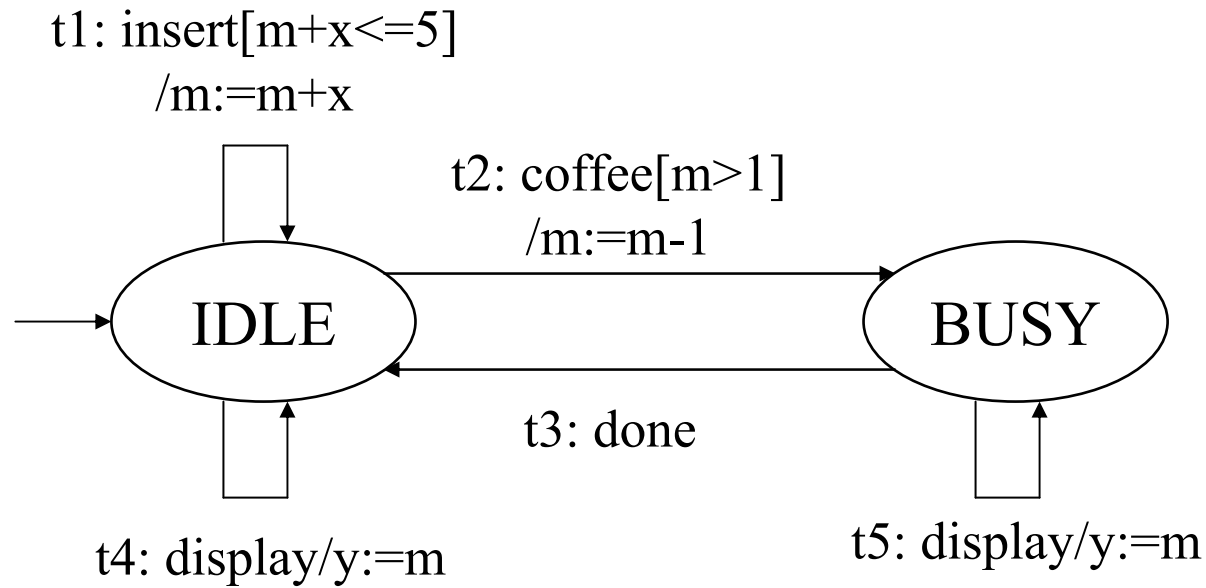 t1: insert[m+x<=5]
/m:=m+x
t2: coffee[m>1]
/m:=m-1
IDLE
BUSY
t3: done
t4: display/y:=m
t5: display/y:=m